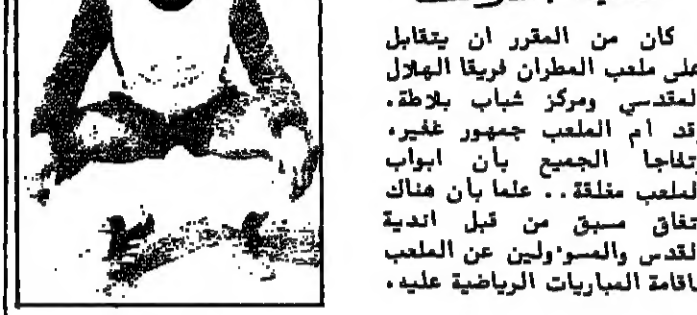 كان من المقرر ان يتقابل
على ملعب المطران فريقا الهلال
المقدسي ومركز شباب بلاطة.
وقد أم الملعب جمهور غفير.
وتفاجا الجميع بأن ابواب
الملعب مغلقة.. علما بأن هناك
اتفاق مسبق من قبل اندية
القدس والمسوءولين عن الملعب
باقامة المباريات الرياضية عليه.